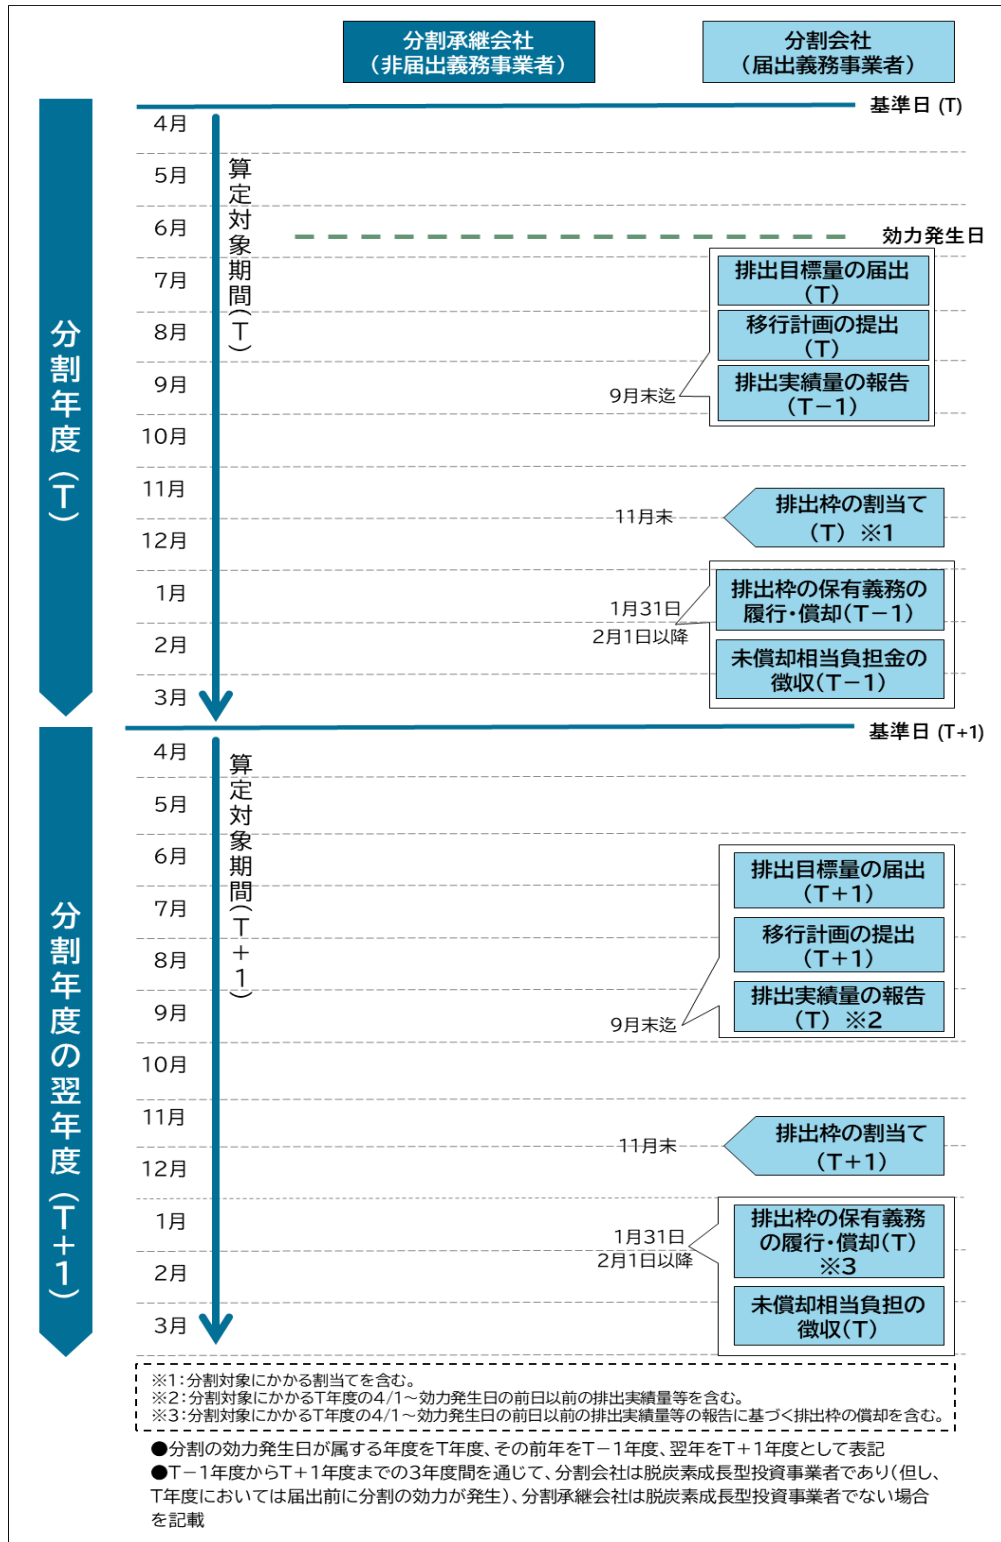 分割承継会社
（非届出義務事業者）
分割会社
（届出義務事業者）
基準日 (T)
分割年度(T)
算定対象期間(T)
4月
5月
6月
効力発生日
7月
排出目標量の届出
(T)
8月
移行計画の提出
(T)
9月
9月末迄
排出実績量の報告
(T－1)
10月
11月
11月末
排出枠の割当て
(T) ※1
12月
1月
1月31日
2月1日以降
排出枠の保有義務の
履行・償却(T－1)
2月
未償却相当負担金の
徴収(T－1)
3月
基準日 (T+1)
分割年度の翌年度(T＋1)
算定対象期間(T＋1)
4月
5月
6月
排出目標量の届出
(T＋1)
7月
移行計画の提出
(T＋1)
8月
9月
9月末迄
排出実績量の報告
(T) ※2
10月
11月
11月末
排出枠の割当て
(T＋1)
12月
1月
1月31日
2月1日以降
排出枠の保有義務
の履行・償却(T)
※3
2月
未償却相当負担の
徴収(T)
3月
※1：分割対象にかかる割当てを含む。
※2：分割対象にかかるT年度の4/1～効力発生日の前日以前の排出実績量等を含む。
※3：分割対象にかかるT年度の4/1～効力発生日の前日以前の排出実績量等の報告に基づく排出枠の償却を含む。
●分割の効力発生日が属する年度をT年度、その前年をT－1年度、翌年をT＋1年度として表記
●T－1年度からT＋1年度までの3年度間を通じて、分割会社は脱炭素成長型投資事業者であり（但し、
T年度においては届出前に分割の効力が発生）、分割承継会社は脱炭素成長型投資事業者でない場合
を記載